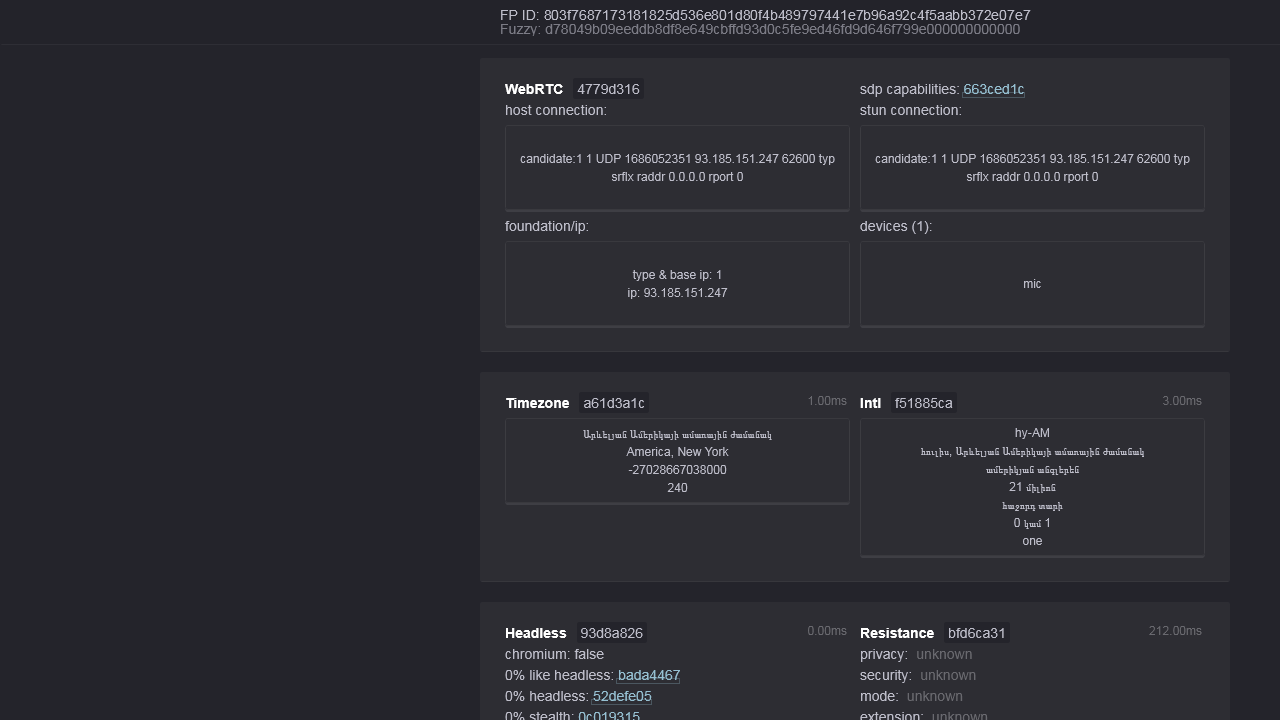 FP ID: 803f7687173181825d536e801d80f4b489797441e7b96a92c4f5aabb372e07e7
Fuzzy: d78049b09eeddb8df8e649cbffd93d0c5fe9ed46fd9d646f799e000000000000
WebRTC 4779d316
host connection:
candidate:1 1 UDP 1686052351 93.185.151.247 62600 typ
srflx raddr 0.0.0.0 rport 0
foundation/ip:
type & base ip: 1
ip: 93.185.151.247
sdp capabilities: 663ced1c
stun connection:
candidate:1 1 UDP 1686052351 93.185.151.247 62600 typ
srflx raddr 0.0.0.0 rport 0
devices (1):
mic
Timezone a61d3a1c 1.00ms
Արևելյան Ամերիկայի ամառային ժամանակ
America, New York
-27028667038000
240
Intl f51885ca 3.00ms
hy-AM
հուլիս, Արևելյան Ամերիկայի ամառային ժամանակ
ամերիկյան անգլերեն
21 միլիոն
հաջորդ տարի
0 կամ 1
one
Headless 93d8a826 0.00ms
chromium: false
0% like headless: bada4467
0% headless: 52defe05
0% stealth: 0c019315
Resistance bfd6ca31 212.00ms
privacy: unknown
security: unknown
mode: unknown
extension: unknown